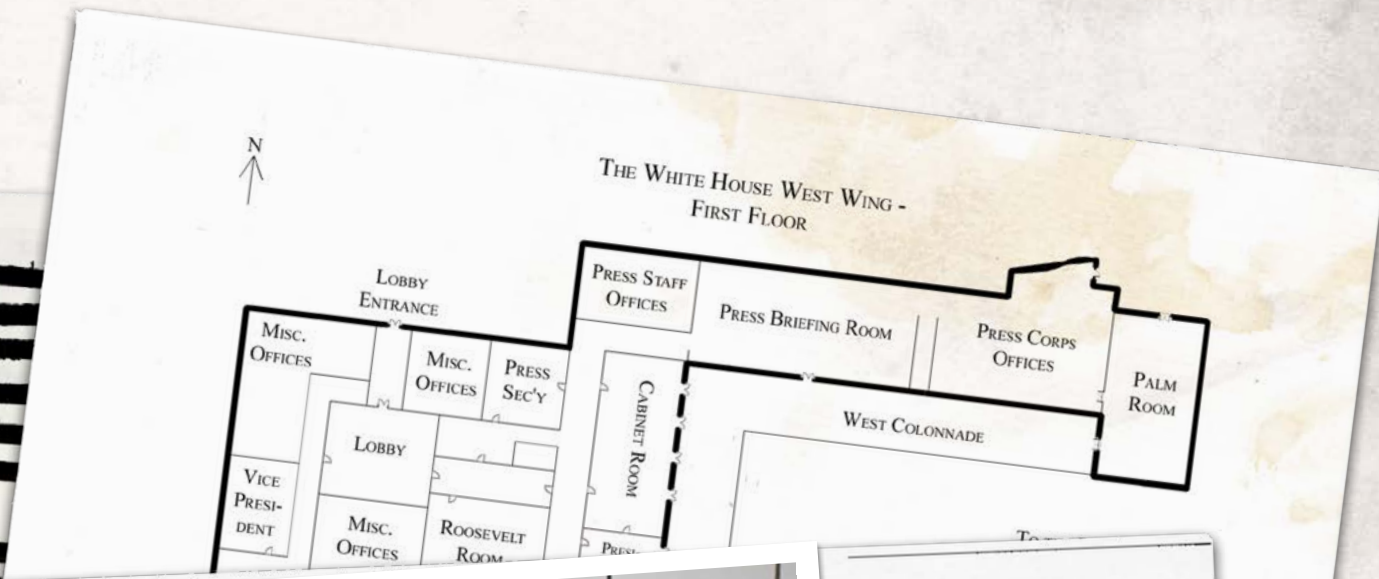 N
THE WHITE HOUSE WEST WING -
FIRST FLOOR
LOBBY
ENTRANCE
PRESS STAFF
OFFICES
PRESS BRIEFING ROOM
PRESS CORPS
OFFICES
PALM
ROOM
MISC.
OFFICES
MISC.
OFFICES
PRESS
SEC'Y
CABINET ROOM
WEST COLONNADE
LOBBY
VICE
PRESI-
DENT
MISC.
OFFICES
ROOSEVELT
ROOM